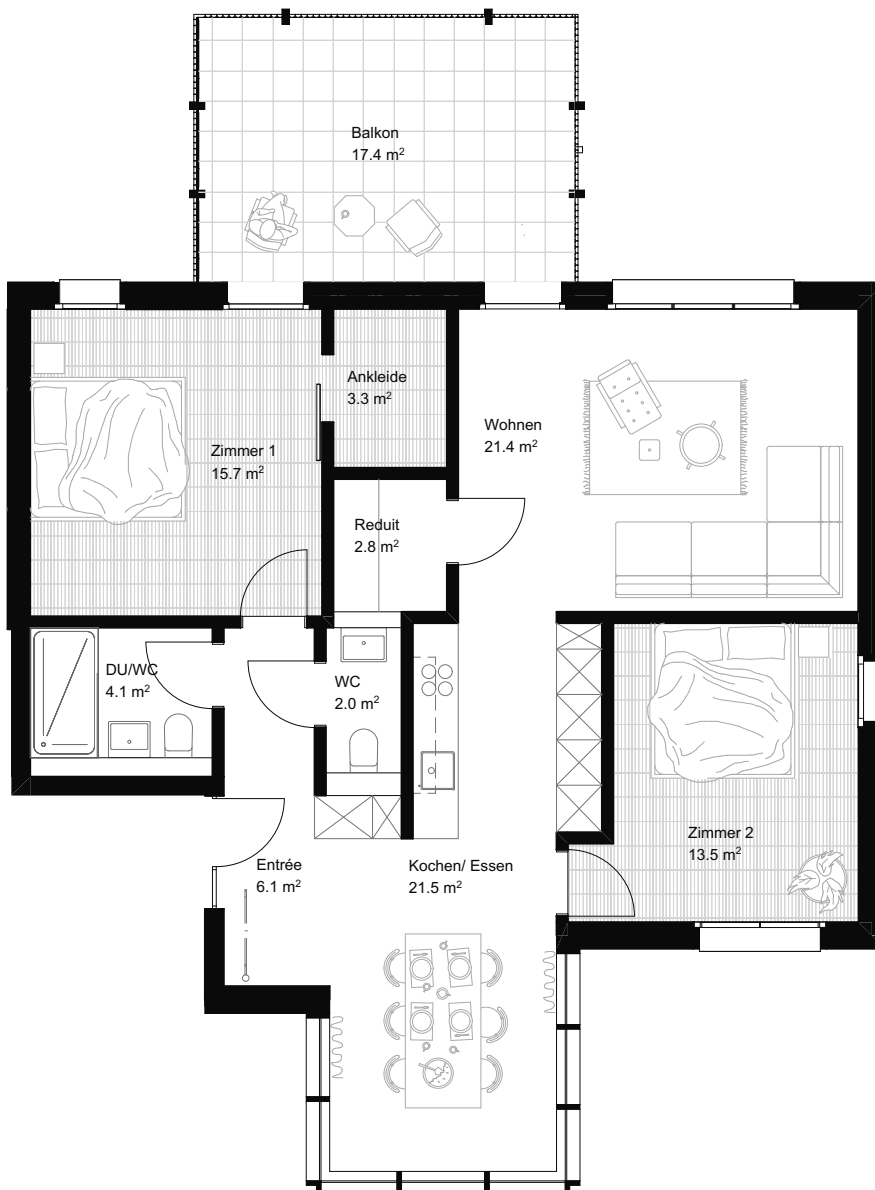 Balkon
17.4 m²
Ankleide
3.3 m²
Wohnen
21.4 m²
Zimmer 1
15.7 m²
Reduit
2.8 m²
DU/WC
4.1 m²
WC
2.0 m²
Zimmer 2
13.5 m²
Entrée
6.1 m²
Kochen/ Essen
21.5 m²